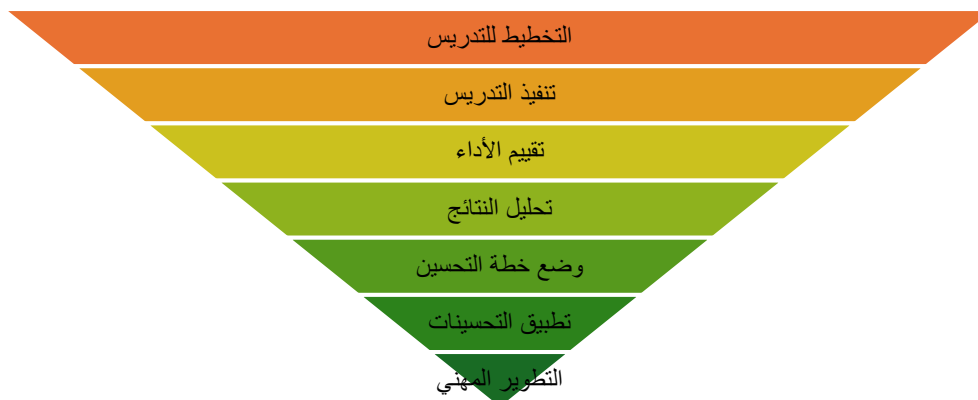 التخطيط للتدريس
تنفيذ التدريس
تقييم الأداء
تحليل النتائج
وضع خطة التحسين
تطبيق التحسينات
التطوير المهني